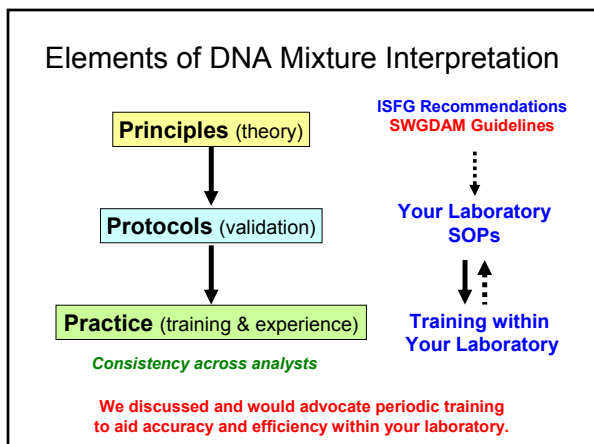 Elements of DNA Mixture Interpretation
Principles (theory)
ISFG Recommendations
SWGDAM Guidelines
Protocols (validation)
Your Laboratory
SOPs
Practice (training & experience)
Training within
Your Laboratory
Consistency across analysts
We discussed and would advocate periodic training
to aid accuracy and efficiency within your laboratory.